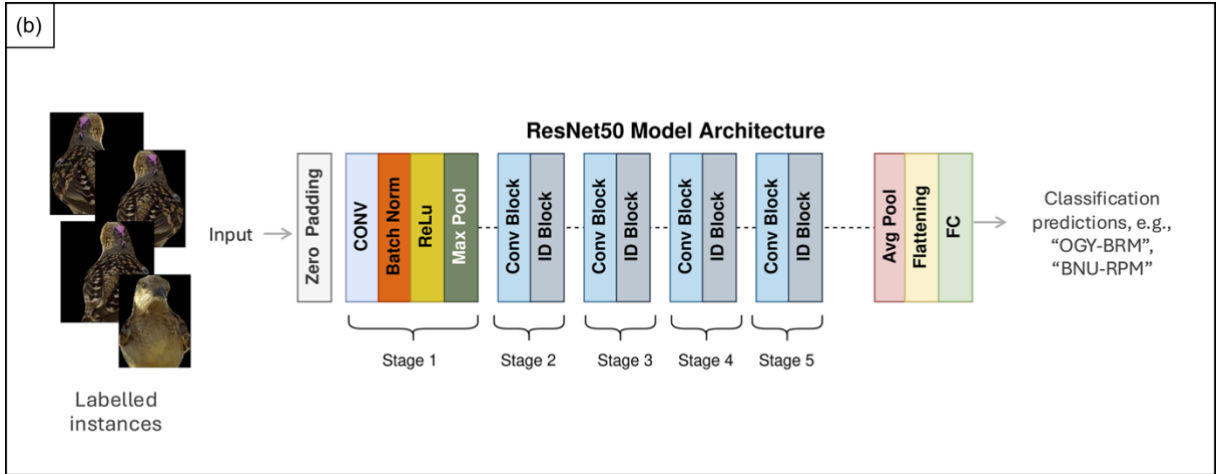 (b)
ResNet50 Model Architecture
Labelled
instances
Input
Zero Padding
CONV
Batch Norm
ReLu
Max Pool
Conv Block
ID Block
Conv Block
ID Block
Conv Block
ID Block
Conv Block
ID Block
Avg Pool
Flattening
FC
Stage 1
Stage 2
Stage 3
Stage 4
Stage 5
Classification
predictions, e.g.,
“OGY-BRM”,
“BNU-RPM”